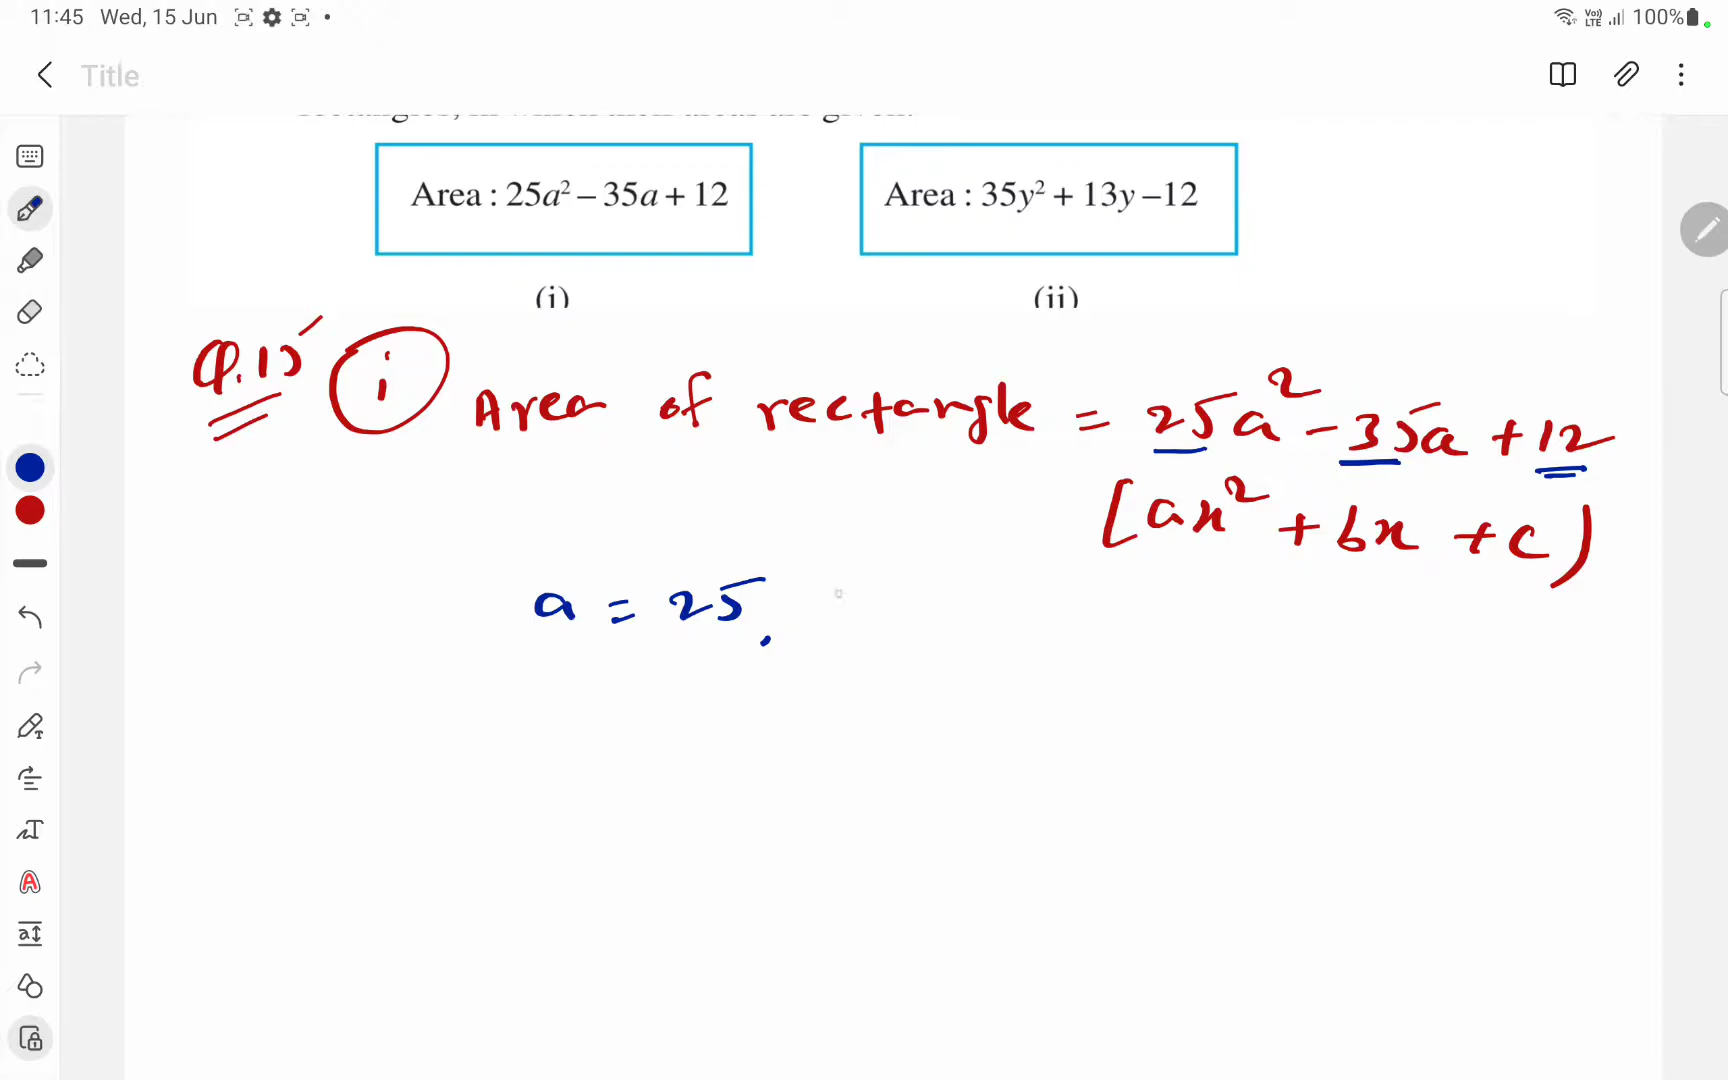 11:45 Wed, 15 Jun
100%
Title
Area : 25a² – 35a + 12
Area : 35y² + 13y –12
(i)
(ii)
Q.15 i Area of rectangle = 25a² - 35a + 12
[ax² + bx + c)
a = 25,